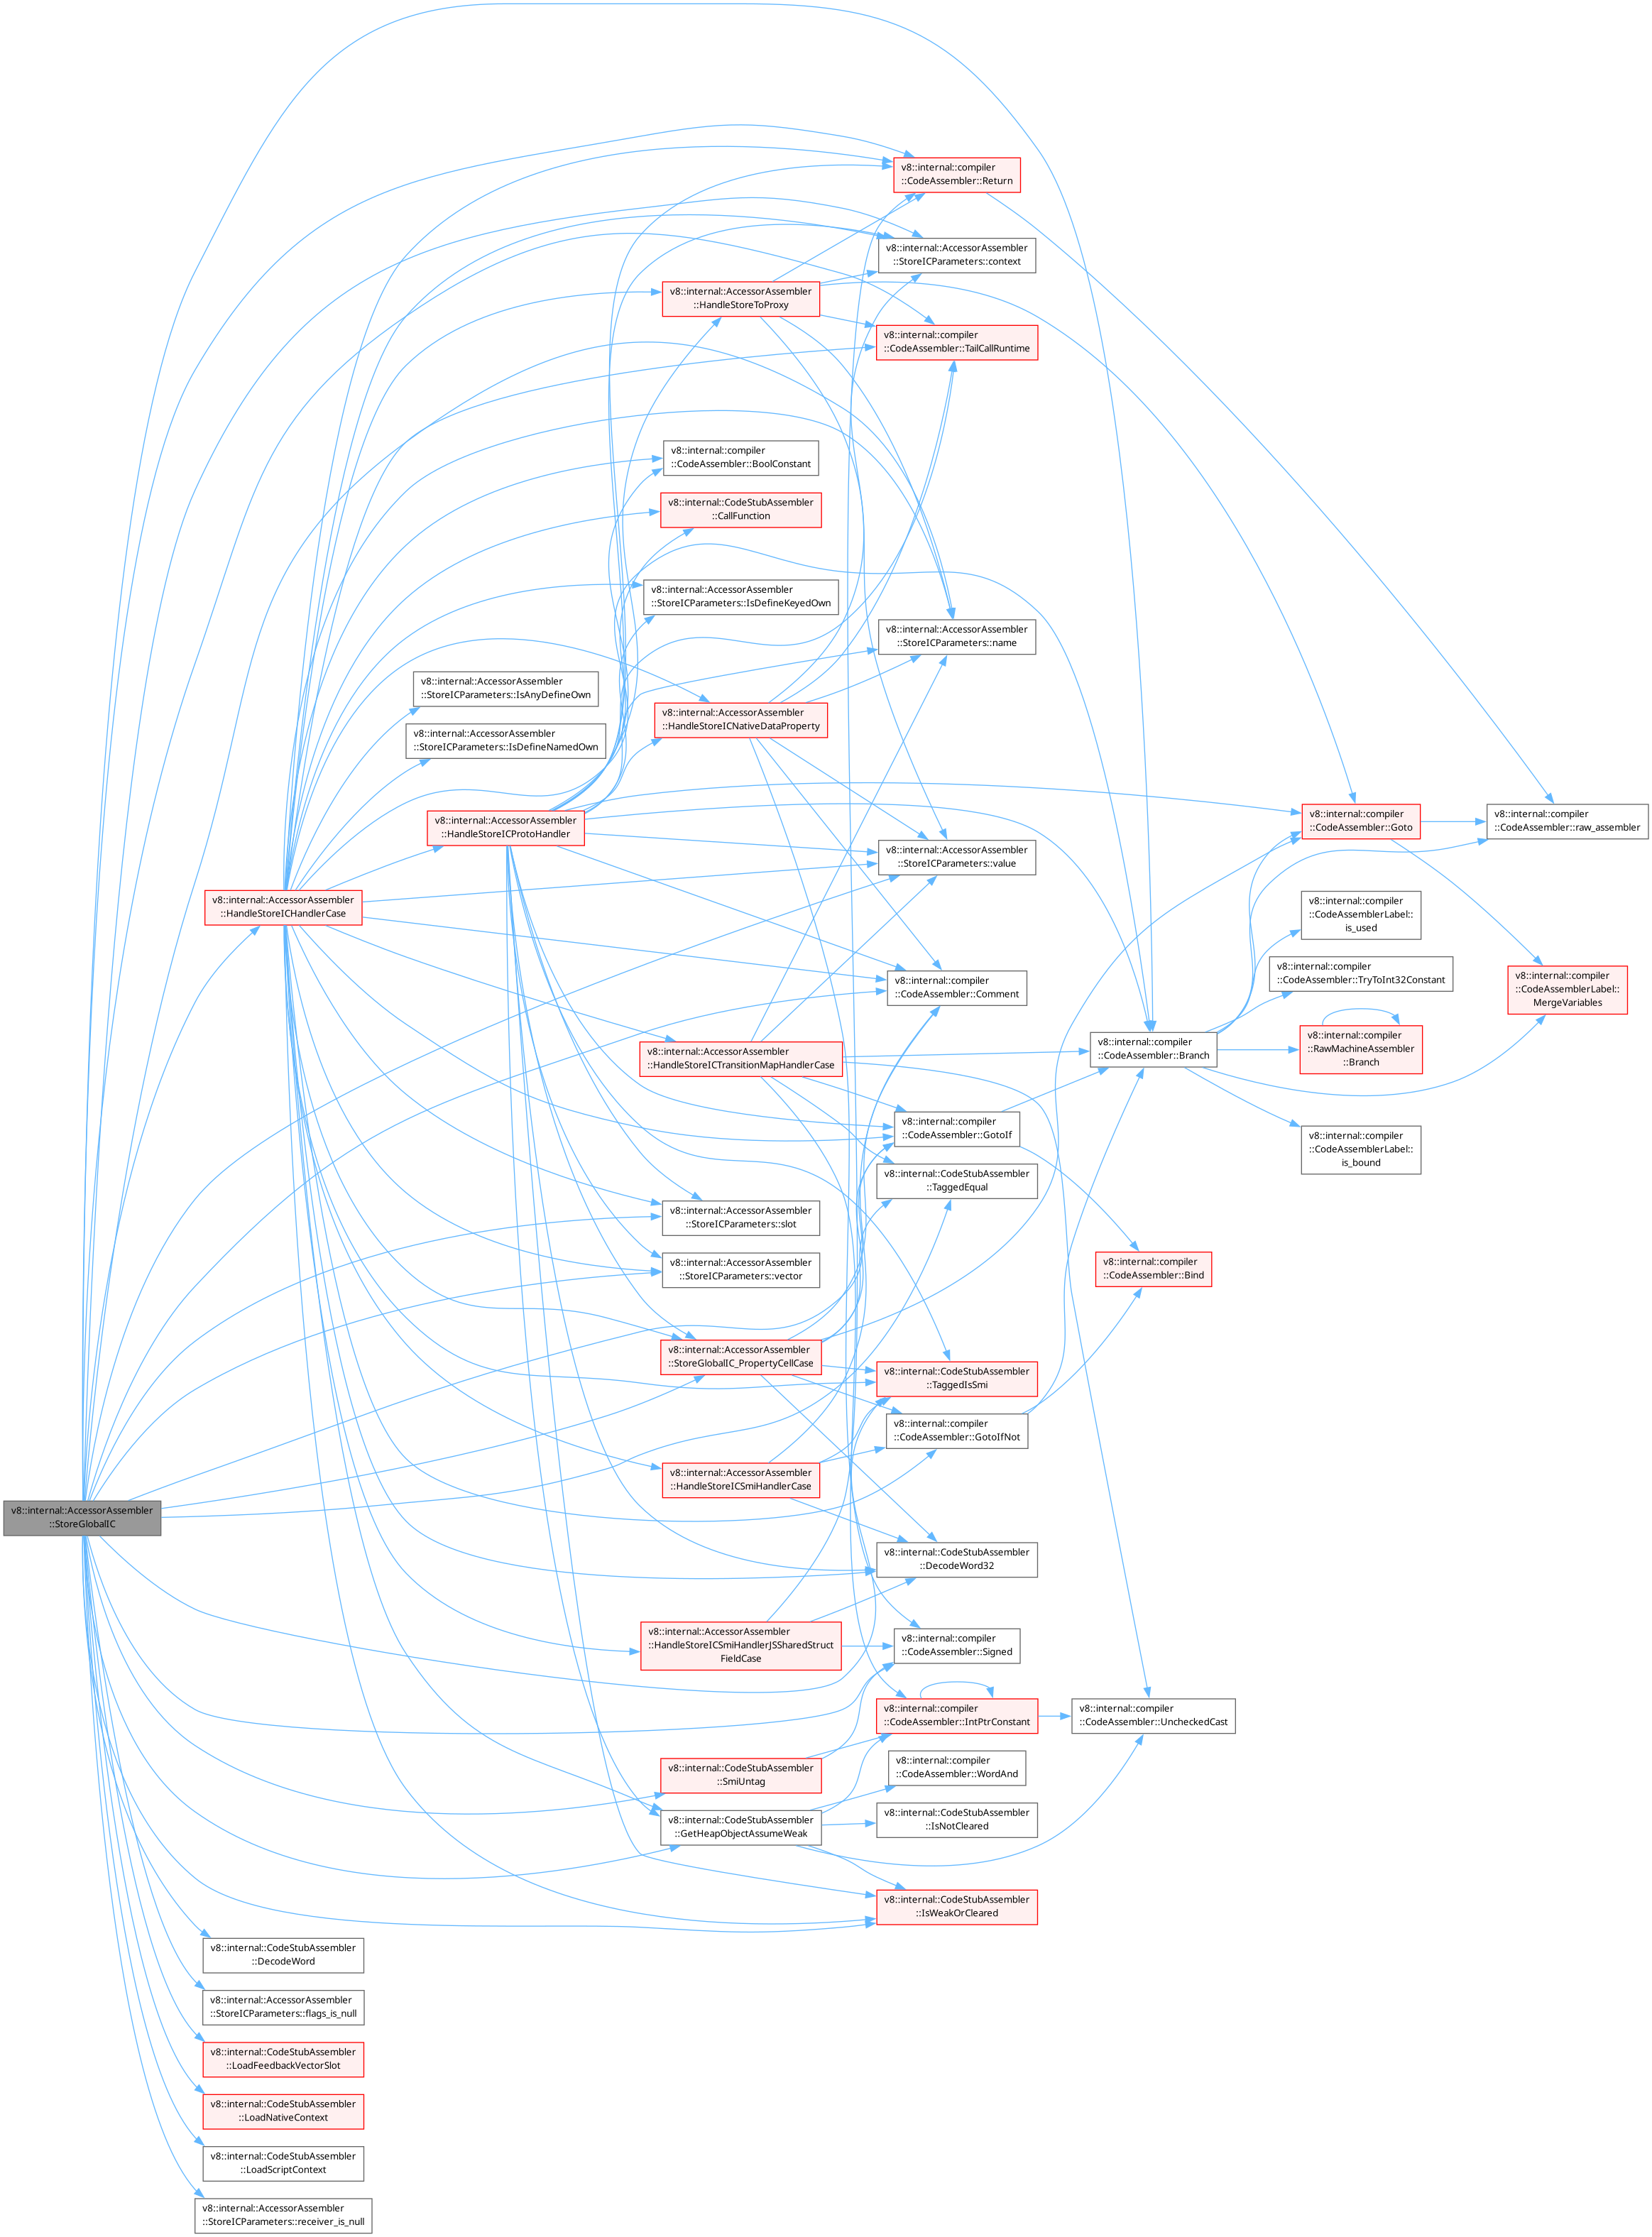 v8::internal::compiler
::CodeAssembler::Return
v8::internal::AccessorAssembler
::StoreICParameters::context
v8::internal::AccessorAssembler
::HandleStoreToProxy
v8::internal::compiler
::CodeAssembler::TailCallRuntime
v8::internal::compiler
::CodeAssembler::BoolConstant
v8::internal::CodeStubAssembler
::CallFunction
v8::internal::AccessorAssembler
::StoreICParameters::IsDefineKeyedOwn
v8::internal::AccessorAssembler
::StoreICParameters::name
v8::internal::AccessorAssembler
::StoreICParameters::IsAnyDefineOwn
v8::internal::AccessorAssembler
::HandleStoreICNativeDataProperty
v8::internal::AccessorAssembler
::StoreICParameters::IsDefineNamedOwn
v8::internal::AccessorAssembler
::HandleStoreICProtoHandler
v8::internal::compiler
::CodeAssembler::Goto
v8::internal::compiler
::CodeAssembler::raw_assembler
v8::internal::AccessorAssembler
::StoreICParameters::value
v8::internal::AccessorAssembler
::HandleStoreICHandlerCase
v8::internal::compiler
::CodeAssemblerLabel::
is_used
v8::internal::compiler
::CodeAssembler::Comment
v8::internal::compiler
::CodeAssembler::TryToInt32Constant
v8::internal::compiler
::CodeAssemblerLabel::
MergeVariables
v8::internal::AccessorAssembler
::HandleStoreICTransitionMapHandlerCase
v8::internal::compiler
::CodeAssembler::Branch
v8::internal::compiler
::RawMachineAssembler
::Branch
v8::internal::compiler
::CodeAssembler::GotoIf
v8::internal::compiler
::CodeAssemblerLabel::
is_bound
v8::internal::CodeStubAssembler
::TaggedEqual
v8::internal::AccessorAssembler
::StoreICParameters::slot
v8::internal::AccessorAssembler
::StoreICParameters::vector
v8::internal::compiler
::CodeAssembler::Bind
v8::internal::AccessorAssembler
::StoreGlobalIC_PropertyCellCase
v8::internal::CodeStubAssembler
::TaggedIsSmi
v8::internal::compiler
::CodeAssembler::GotoIfNot
v8::internal::AccessorAssembler
::HandleStoreICSmiHandlerCase
v8::internal::AccessorAssembler
::StoreGlobalIC
v8::internal::CodeStubAssembler
::DecodeWord32
v8::internal::AccessorAssembler
::HandleStoreICSmiHandlerJSSharedStruct
FieldCase
v8::internal::compiler
::CodeAssembler::Signed
v8::internal::compiler
::CodeAssembler::IntPtrConstant
v8::internal::compiler
::CodeAssembler::UncheckedCast
v8::internal::CodeStubAssembler
::SmiUntag
v8::internal::compiler
::CodeAssembler::WordAnd
v8::internal::CodeStubAssembler
::GetHeapObjectAssumeWeak
v8::internal::CodeStubAssembler
::IsNotCleared
v8::internal::CodeStubAssembler
::IsWeakOrCleared
v8::internal::CodeStubAssembler
::DecodeWord
v8::internal::AccessorAssembler
::StoreICParameters::flags_is_null
v8::internal::CodeStubAssembler
::LoadFeedbackVectorSlot
v8::internal::CodeStubAssembler
::LoadNativeContext
v8::internal::CodeStubAssembler
::LoadScriptContext
v8::internal::AccessorAssembler
::StoreICParameters::receiver_is_null